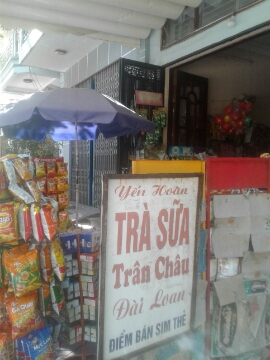 Yến Hoàn
TRÀ SỮA
Trân Châu
Đài Loan
ĐIỂM BÁN SIM THẺ